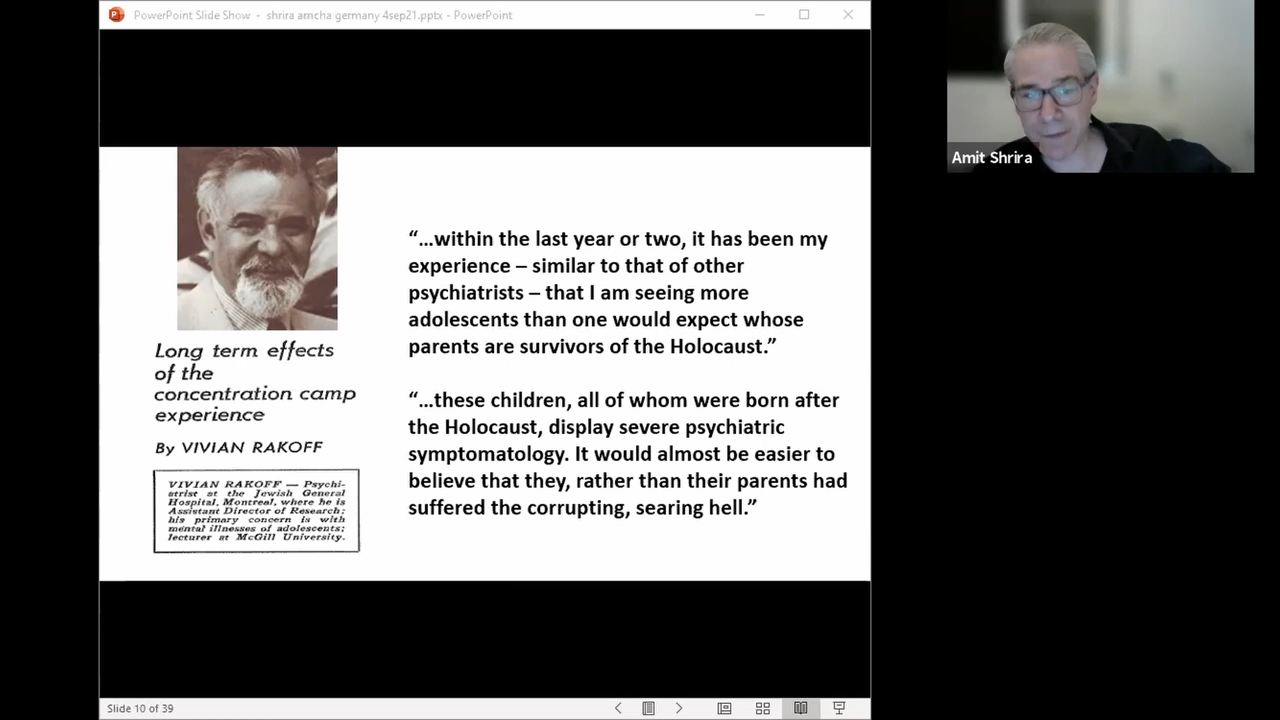 PowerPoint Slide Show - shrira amcha germany 4sep21.pptx - PowerPoint
Amit Shrira
Long term effects
of the
concentration camp
experience
By VIVIAN RAKOFF
VIVIAN RAKOFF — Psychi-
atrist at the Jewish General
Hospital, Montreal, where he is
Assistant Director of Research;
his primary concern is with
mental illnesses of adolescents;
lecturer at McGill University.
“…within the last year or two, it has been my
experience – similar to that of other
psychiatrists – that I am seeing more
adolescents than one would expect whose
parents are survivors of the Holocaust.”
“…these children, all of whom were born after
the Holocaust, display severe psychiatric
symptomatology. It would almost be easier to
believe that they, rather than their parents had
suffered the corrupting, searing hell.”
Slide 10 of 39